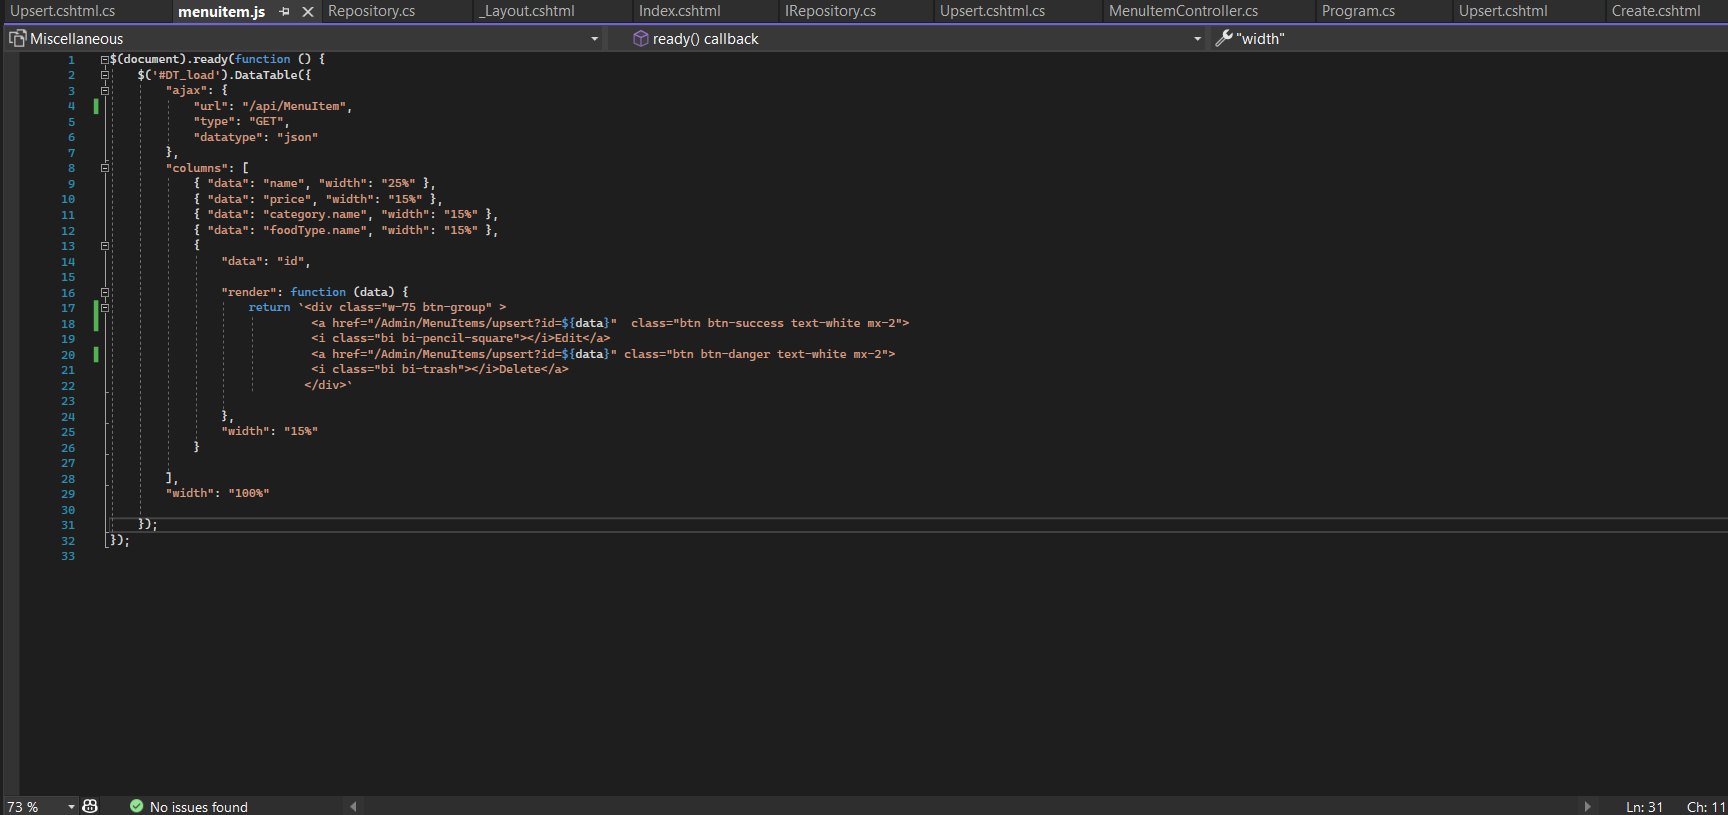 Upsert.cshtml.cs menuitem.js Repository.cs _Layout.cshtml Index.cshtml IRepository.cs Upsert.cshtml.cs MenuItemController.cs Program.cs Upsert.cshtml Create.cshtml
Miscellaneous ready() callback "width"
1 $(document).ready(function () {
2 $('#DT_load').DataTable({
3 "ajax": {
4 "url": "/api/MenuItem",
5 "type": "GET",
6 "datatype": "json"
7 },
8 "columns": [
9 { "data": "name", "width": "25%" },
10 { "data": "price", "width": "15%" },
11 { "data": "category.name", "width": "15%" },
12 { "data": "foodType.name", "width": "15%" },
13 {
14 "data": "id",
15
16 "render": function (data) {
17 return `<div class="w-75 btn-group" >
18 <a href="/Admin/MenuItems/upsert?id=${data}"  class="btn btn-success text-white mx-2">
19 <i class="bi bi-pencil-square"></i>Edit</a>
20 <a href="/Admin/MenuItems/upsert?id=${data}" class="btn btn-danger text-white mx-2">
21 <i class="bi bi-trash"></i>Delete</a>
22 </div>`
23
24 },
25 "width": "15%"
26 }
27
28 ],
29 "width": "100%"
30
31 });
32 });
33
73 % No issues found Ln: 31 Ch: 11